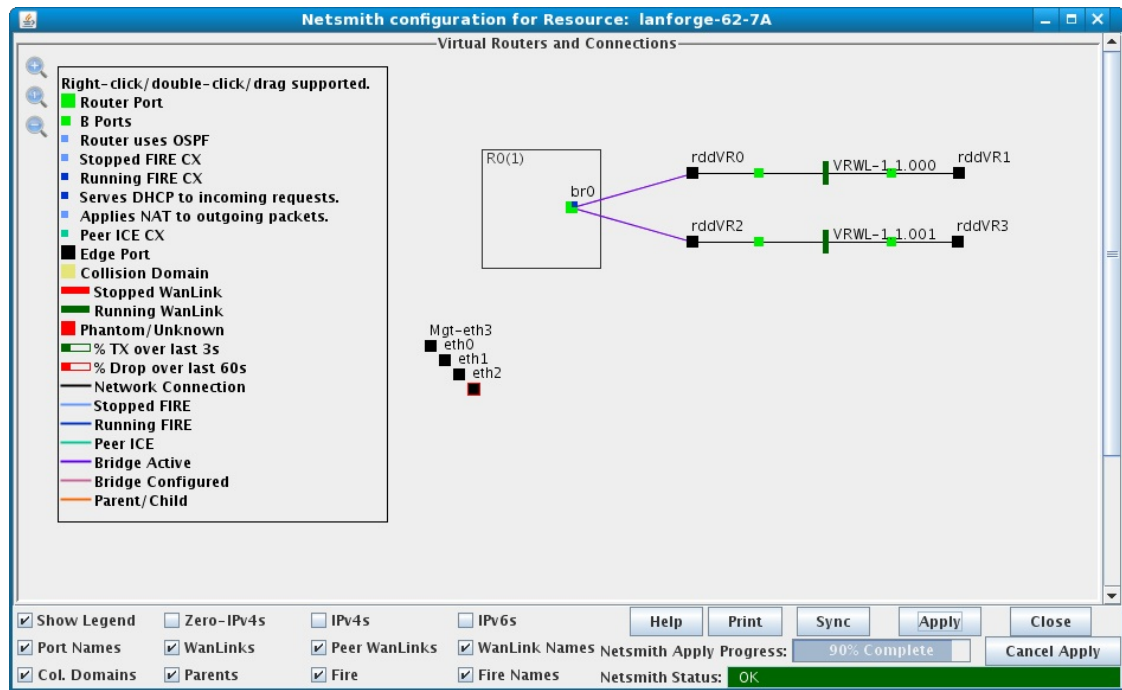 Netsmith configuration for Resource: lanforge-62-7A
Virtual Routers and Connections
Right-click/double-click/drag supported.
Router Port
B Ports
Router uses OSPF
Stopped FIRE CX
Running FIRE CX
Serves DHCP to incoming requests.
Applies NAT to outgoing packets.
Peer ICE CX
Edge Port
Collision Domain
Stopped WanLink
Running WanLink
Phantom/Unknown
% TX over last 3s
% Drop over last 60s
Network Connection
Stopped FIRE
Running FIRE
Peer ICE
Bridge Active
Bridge Configured
Parent/Child
R0(1)
br0
rddVR0
VRWL-1.1.000
rddVR1
rddVR2
VRWL-1.1.001
rddVR3
Mgt-eth3
eth0
eth1
eth2
Show Legend Zero-IPv4s IPv4s IPv6s Help Print Sync Apply Close
Port Names WanLinks Peer WanLinks WanLink Names Netsmith Apply Progress: 90% Complete Cancel Apply
Col. Domains Parents Fire Fire Names Netsmith Status: OK